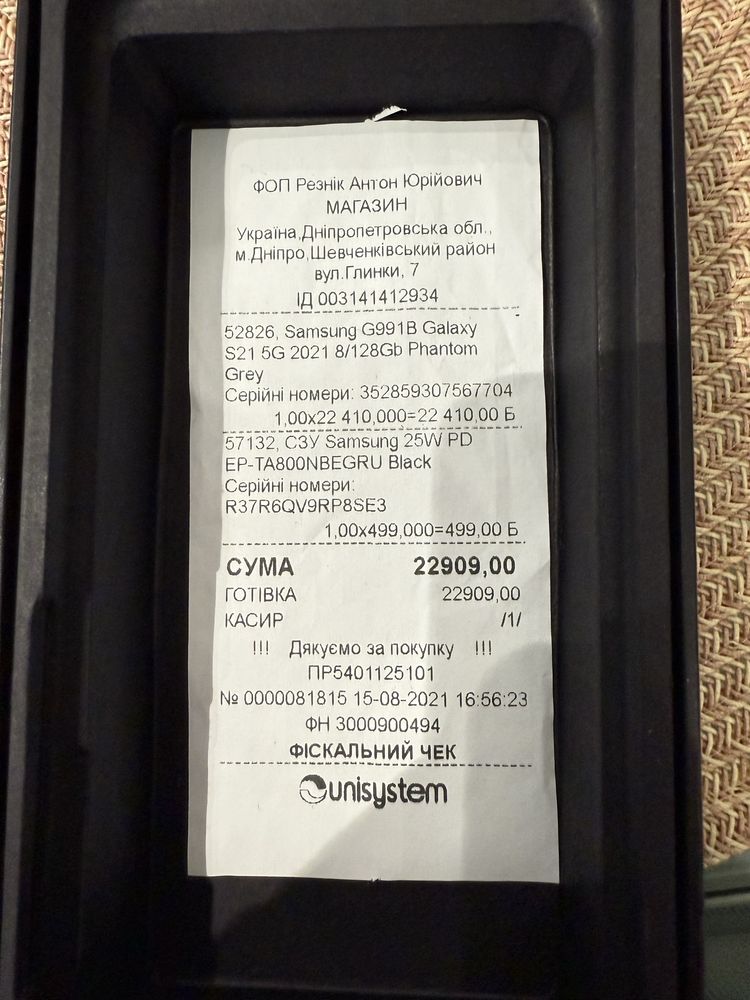 ФОП Резнік Антон Юрійович
МАГАЗИН
Україна,Дніпропетровська обл.,
м.Дніпро,Шевченківський район
вул.Глинки, 7
ІД 003141412934
52826, Samsung G991B Galaxy
S21 5G 2021 8/128Gb Phantom
Grey
Серійні номери: 352859307567704
1,00x22 410,000=22 410,00 Б
57132, СЗУ Samsung 25W PD
EP-TA800NBEGRU Black
Серійні номери:
R37R6QV9RP8SE3
1,00x499,000=499,00 Б
СУМА 22909,00
ГОТІВКА 22909,00
КАСИР /1/
!!! Дякуємо за покупку !!!
ПР5401125101
№ 0000081815 15-08-2021 16:56:23
ФН 3000900494
ФІСКАЛЬНИЙ ЧЕК
unisystem